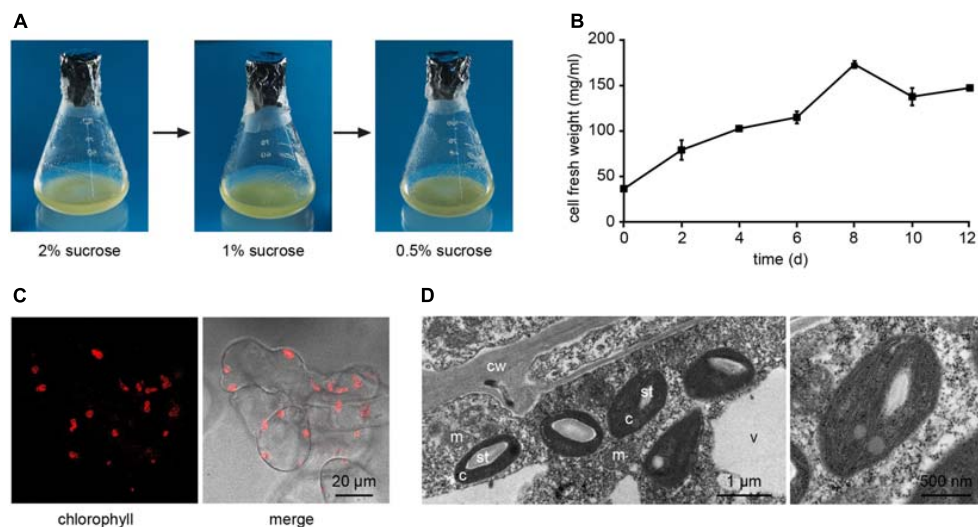 A
2% sucrose
1% sucrose
0.5% sucrose
B
cell fresh weight (mg/ml)
200
150
100
50
0
0 2 4 6 8 10 12
time (d)
C
chlorophyll
merge
20 µm
D
cw
st
c
m
st
c
m
v
1 µm
500 nm